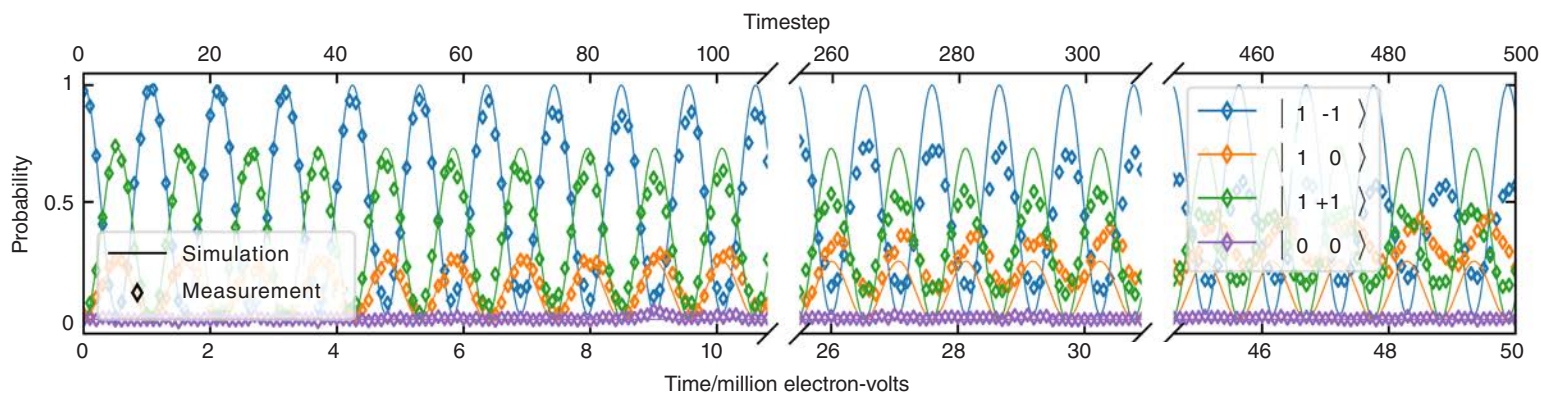 Timestep
0 20 40 60 80 100 260 280 300 460 480 500
1
0.5
0
Probability
Simulation
Measurement
| 1 -1 ⟩
| 1 0 ⟩
| 1 +1 ⟩
| 0 0 ⟩
0 2 4 6 8 10 26 28 30 46 48 50
Time/million electron-volts